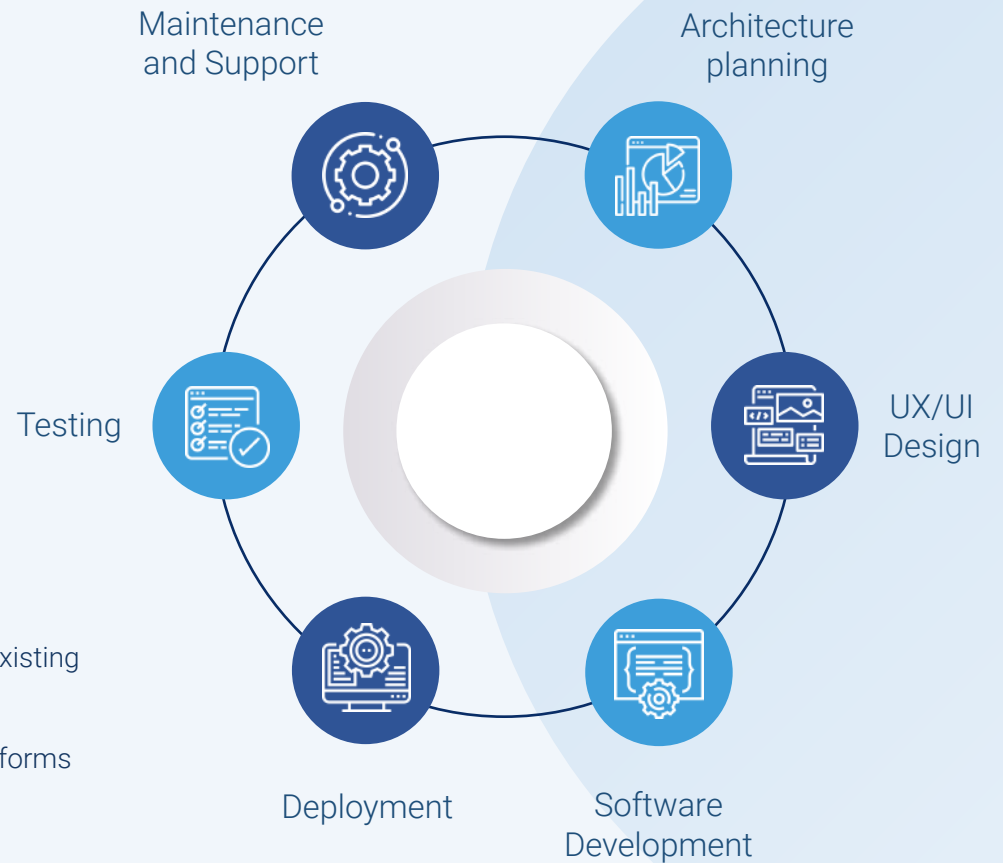 Maintenance
and Support
Architecture
planning
UX/UI
Design
Testing
xisting
forms
Deployment
Software
Development